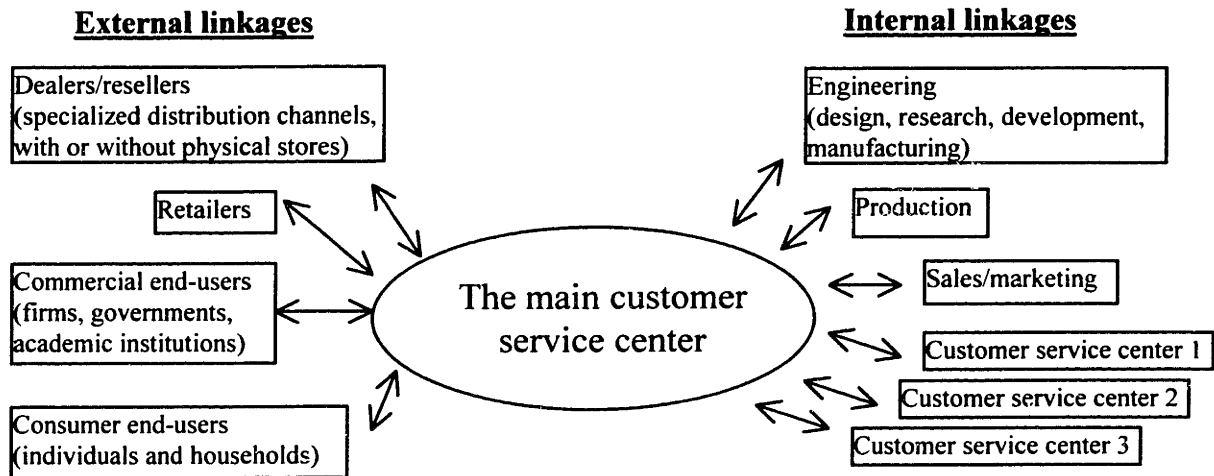 External linkages
Dealers/resellers
(specialized distribution channels,
with or without physical stores)
Retailers
Commercial end-users
(firms, governments,
academic institutions)
Consumer end-users
(individuals and households)
The main customer
service center
Internal linkages
Engineering
(design, research, development,
manufacturing)
Production
Sales/marketing
Customer service center 1
Customer service center 2
Customer service center 3